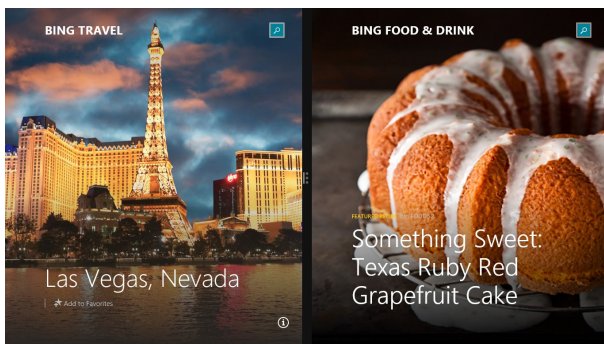 BING TRAVEL
Las Vegas, Nevada
Add to Favorites
BING FOOD & DRINK
Something Sweet:
Texas Ruby Red
Grapefruit Cake